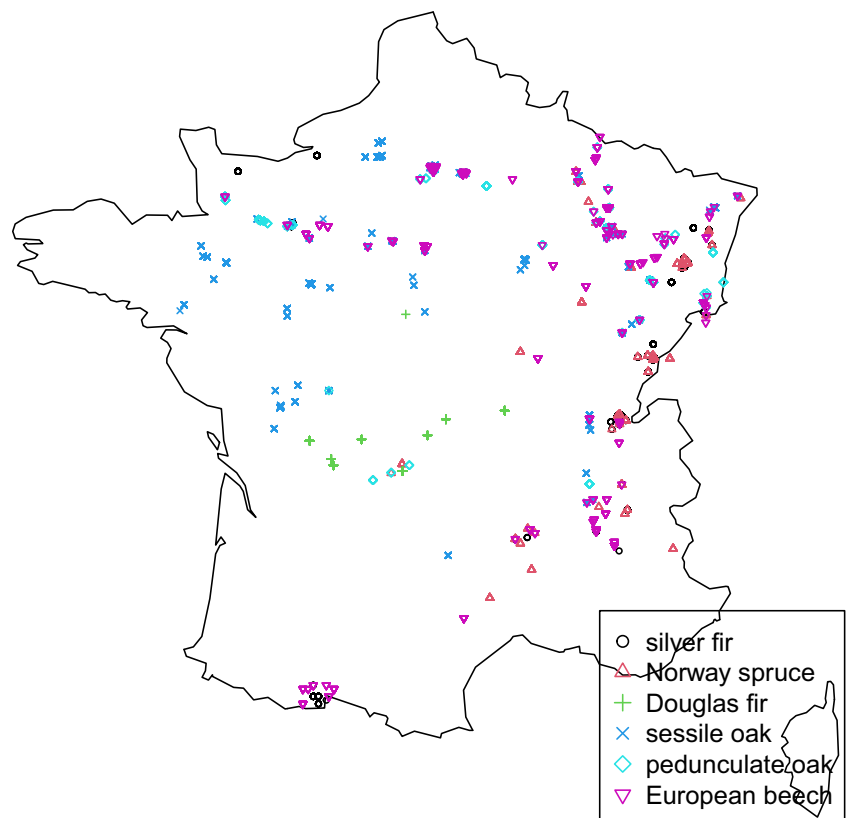 silver fir
Norway spruce
Douglas fir
sessile oak
pedunculate oak
European beech